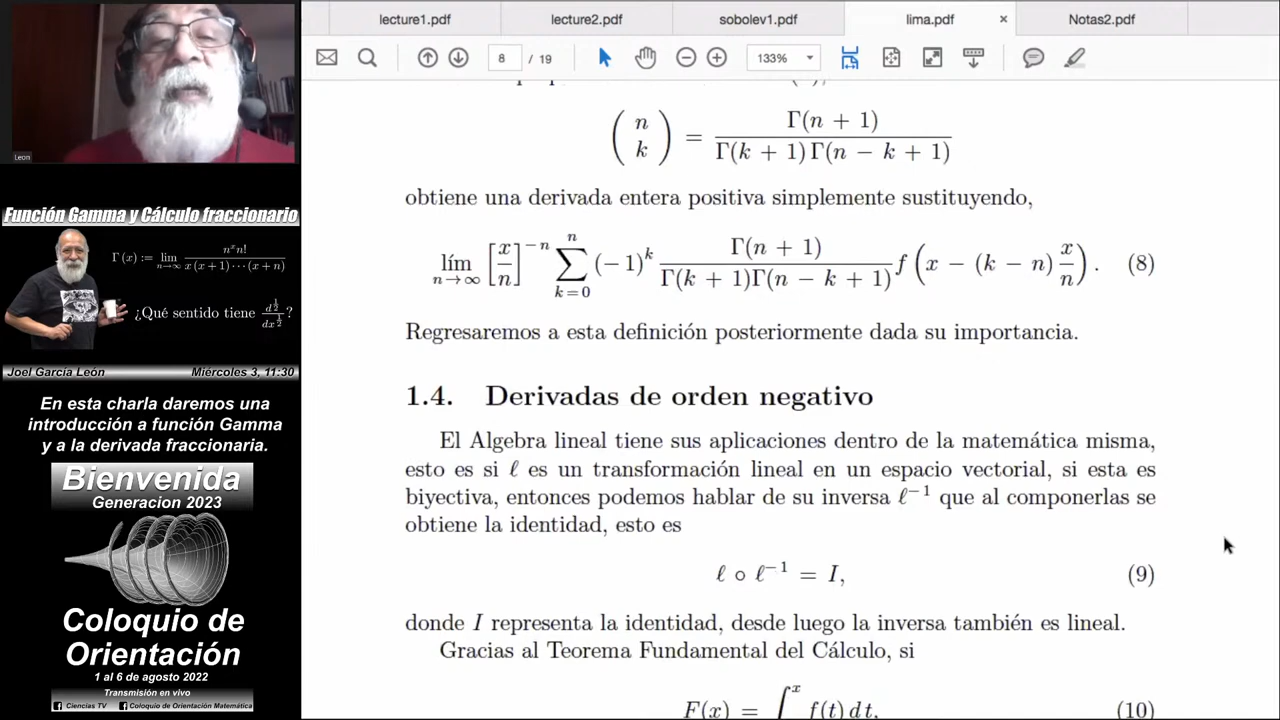 lecture1.pdf
lecture2.pdf
sobolev1.pdf
lima.pdf ×
Notas2.pdf
8 / 19
133%
Leon
Función Gamma y Cálculo fraccionario
Γ(x) := lim n→∞ n^x n! / x(x+1)···(x+n)
¿Qué sentido tiene d^{1/2}/dx^{1/2}?
Joel García León Miércoles 3, 11:30
En esta charla daremos una
introducción a función Gamma
y a la derivada fraccionaria.
Bienvenida
Generacion 2023
Coloquio de
Orientación
1 al 6 de agosto 2022
Transmisión en vivo
Ciencias TV Coloquio de Orientación Matemática
(n k) = Γ(n + 1) / Γ(k + 1)Γ(n − k + 1)
obtiene una derivada entera positiva simplemente sustituyendo,
lím n→∞ [x/n]^{−n} ∑_{k=0}^{n} (−1)^k Γ(n + 1) / Γ(k + 1)Γ(n − k + 1) f (x − (k − n) x/n). (8)
Regresaremos a esta definición posteriormente dada su importancia.
1.4. Derivadas de orden negativo
El Algebra lineal tiene sus aplicaciones dentro de la matemática misma,
esto es si ℓ es un transformación lineal en un espacio vectorial, si esta es
biyectiva, entonces podemos hablar de su inversa ℓ^{−1} que al componerlas se
obtiene la identidad, esto es
ℓ ∘ ℓ^{−1} = I, (9)
donde I representa la identidad, desde luego la inversa también es lineal.
Gracias al Teorema Fundamental del Cálculo, si
F(x) = ∫^x f(t) dt, (10)